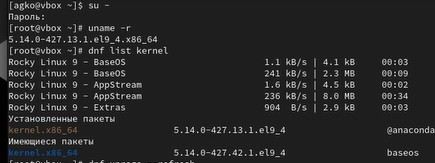 [agko@vbox ~]$ su -
Пароль:
[root@vbox ~]# uname -r
5.14.0-427.13.1.el9_4.x86_64
[root@vbox ~]# dnf list kernel
Rocky Linux 9 - BaseOS 1.1 kB/s | 4.1 kB 00:03
Rocky Linux 9 - BaseOS 241 kB/s | 2.3 MB 00:09
Rocky Linux 9 - AppStream 1.6 kB/s | 4.5 kB 00:02
Rocky Linux 9 - AppStream 236 kB/s | 8.0 MB 00:34
Rocky Linux 9 - Extras 904 B/s | 2.9 kB 00:03
Установленные пакеты
kernel.x86_64 5.14.0-427.13.1.el9_4 @anaconda
Имеющиеся пакеты
kernel.x86_64 5.14.0-427.42.1.el9_4 baseos